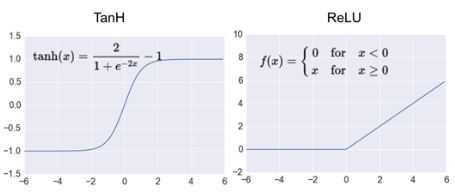 TanH
ReLU
tanh(x) = 2 / (1 + e^{-2x}) − 1
1.5
1.0
0.5
0.0
−0.5
−1.0
−1.5
−6 −4 −2 0 2 4 6
f(x) = { 0 for x < 0
x for x ≥ 0
10
8
6
4
2
0
−2
−6 −4 −2 0 2 4 6